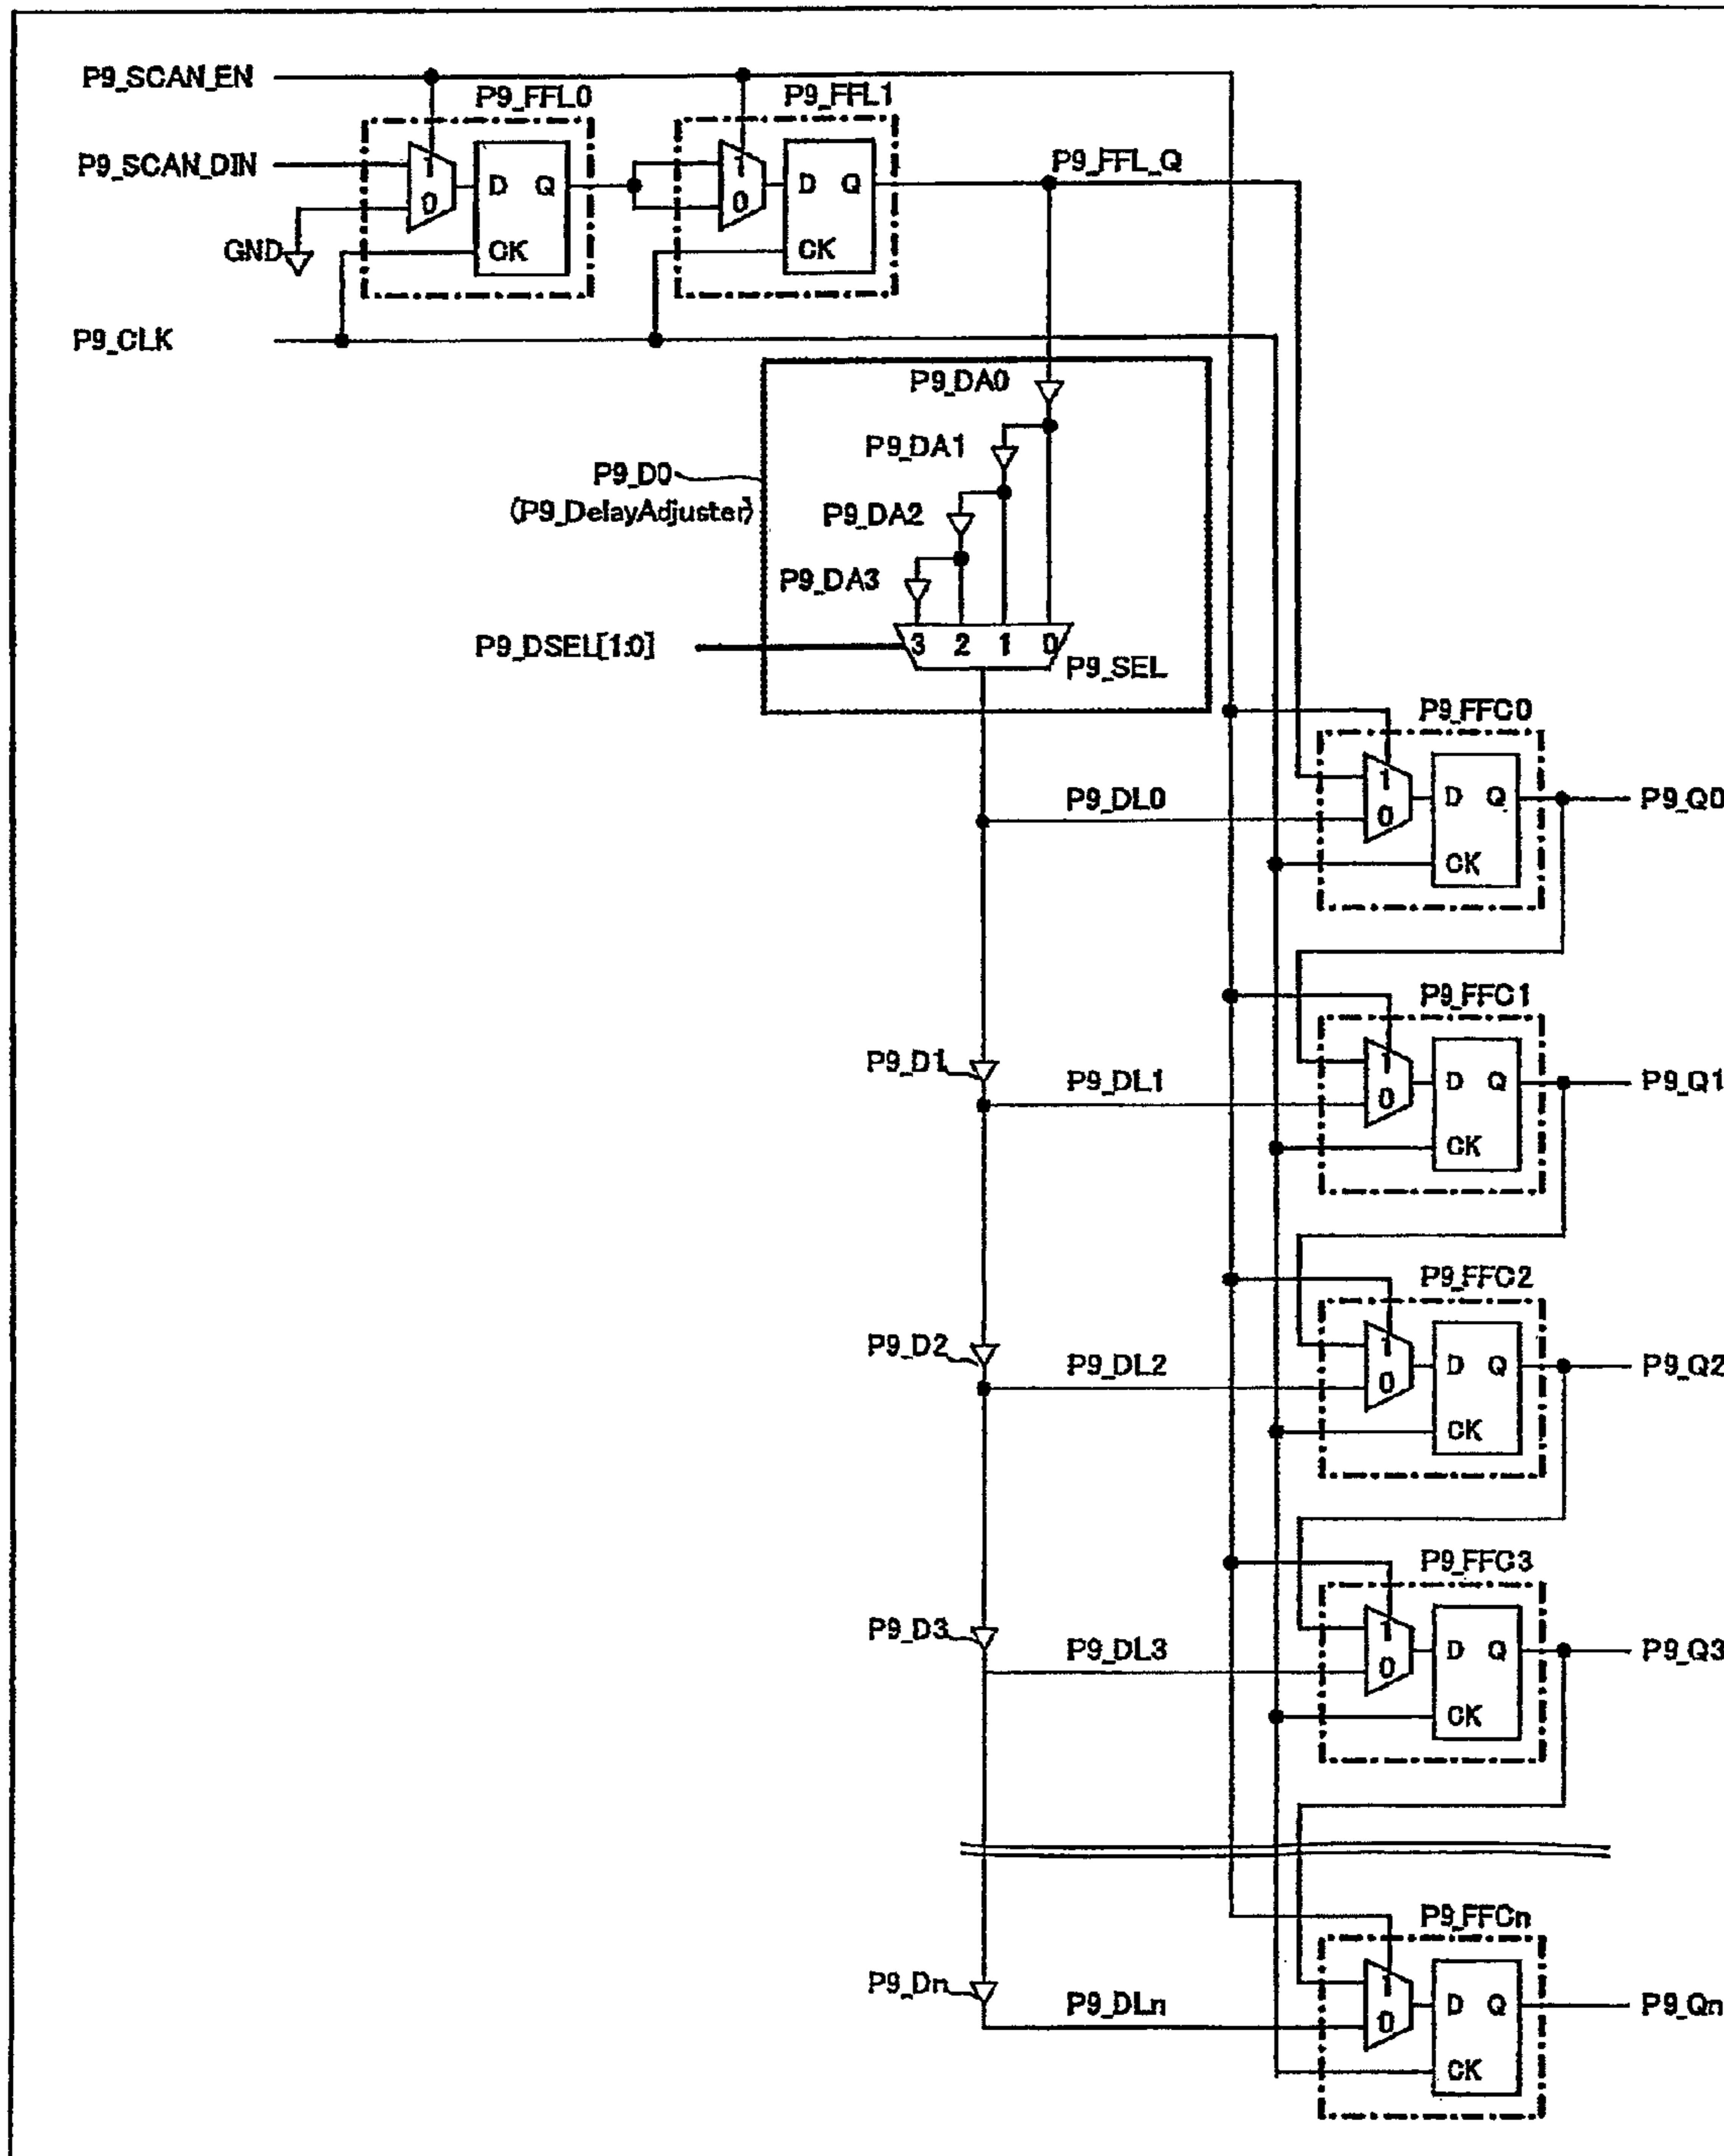 P9_SCAN_EN
P9_FFL0
P9_FFL1
P9_SCAN_DIN
1
0
D Q
CK
1
0
D Q
CK
P9_FFL_Q
GND
P9_CLK
P9_DA0
P9_DA1
P9_D0
(P9_DelayAdjuster)
P9_DA2
P9_DA3
P9_DSEL[1:0]
3 2 1 0
P9_SEL
P9_FFC0
P9_DL0
1
0
D Q
CK
P9_Q0
P9_FFC1
P9_D1
P9_DL1
1
0
D Q
CK
P9_Q1
P9_FFC2
P9_D2
P9_DL2
1
0
D Q
CK
P9_Q2
P9_FFC3
P9_D3
P9_DL3
1
0
D Q
CK
P9_Q3
P9_FFCn
P9_Dn
P9_DLn
1
0
D Q
CK
P9_Qn